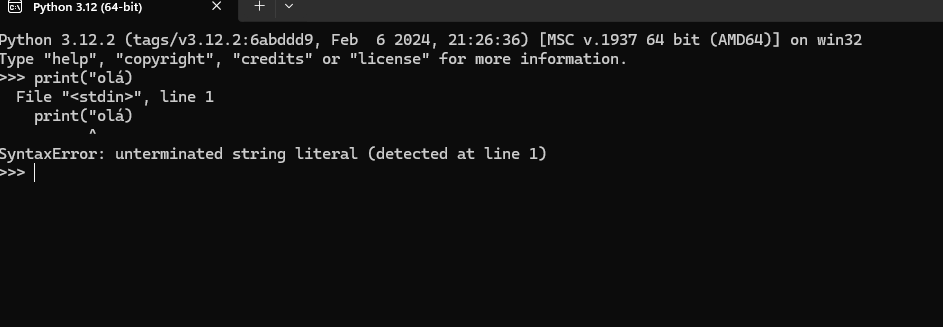 Python 3.12 (64-bit)
Python 3.12.2 (tags/v3.12.2:6abddd9, Feb  6 2024, 21:26:36) [MSC v.1937 64 bit (AMD64)] on win32
Type "help", "copyright", "credits" or "license" for more information.
>>> print("olá)
  File "<stdin>", line 1
    print("olá)
          ^
SyntaxError: unterminated string literal (detected at line 1)
>>>